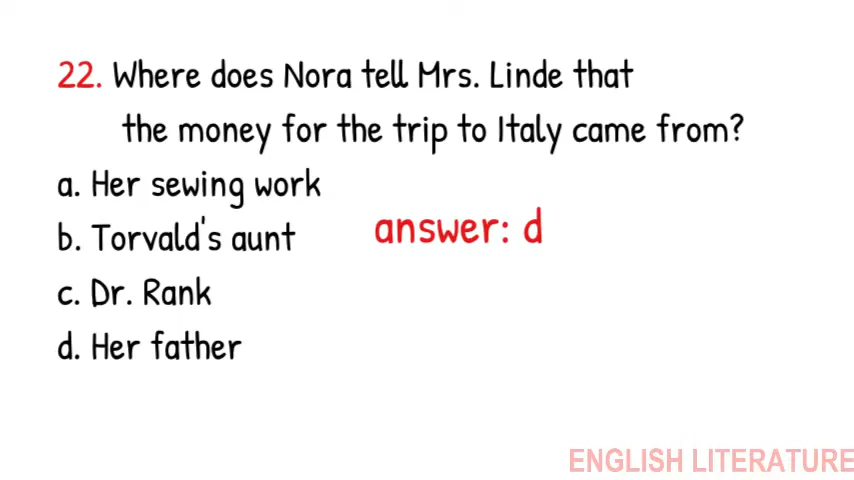 22. Where does Nora tell Mrs. Linde that
the money for the trip to Italy came from?
a. Her sewing work
b. Torvald's aunt
answer: d
c. Dr. Rank
d. Her father
ENGLISH LITERATURE